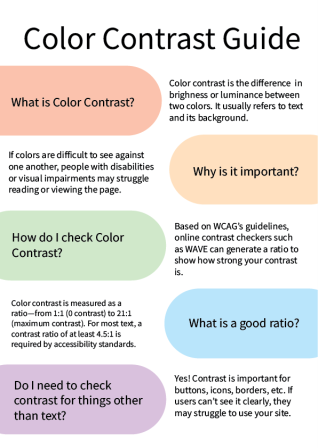 Color Contrast Guide
What is Color Contrast?
Color contrast is the difference in
brighness or luminance between
two colors. It usually refers to text
and its background.
If colors are difficult to see against
one another, people with disabilities
or visual impairments may struggle
reading or viewing the page.
Why is it important?
How do I check Color
Contrast?
Based on WCAG's guidelines,
online contrast checkers such
as WAVE can generate a ratio to
show how strong your contrast
is.
Color contrast is measured as a
ratio—from 1:1 (0 contrast) to 21:1
(maximum contrast). For most text, a
contrast ratio of at least 4.5:1 is
required by accessibility standards.
What is a good ratio?
Do I need to check
contrast for things other
than text?
Yes! Contrast is important for
buttons, icons, borders, etc. If
users can't see it clearly, they
may struggle to use your site.